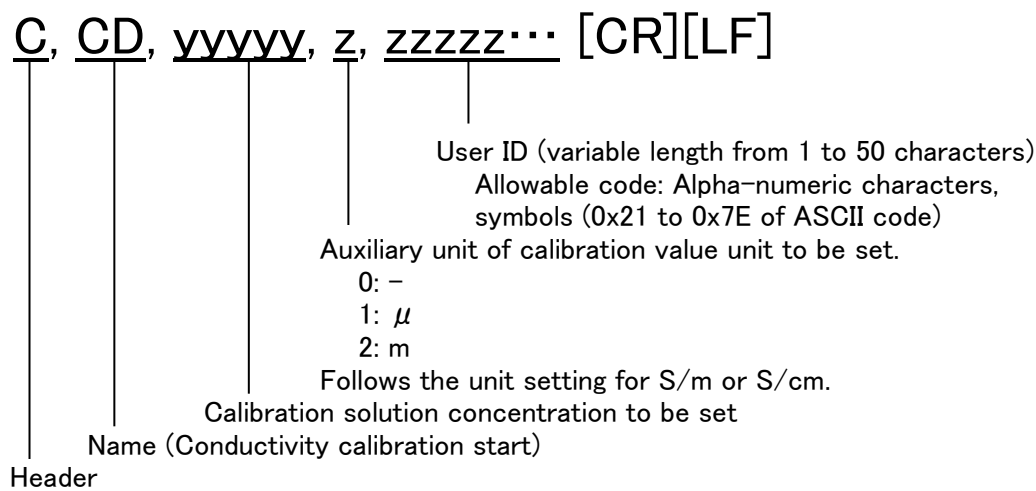 C, CD, yyyyy, z, zzzzz··· [CR][LF]
User ID (variable length from 1 to 50 characters)
Allowable code: Alpha-numeric characters,
symbols (0x21 to 0x7E of ASCII code)
Auxiliary unit of calibration value unit to be set.
0: −
1: μ
2: m
Follows the unit setting for S/m or S/cm.
Calibration solution concentration to be set
Name (Conductivity calibration start)
Header